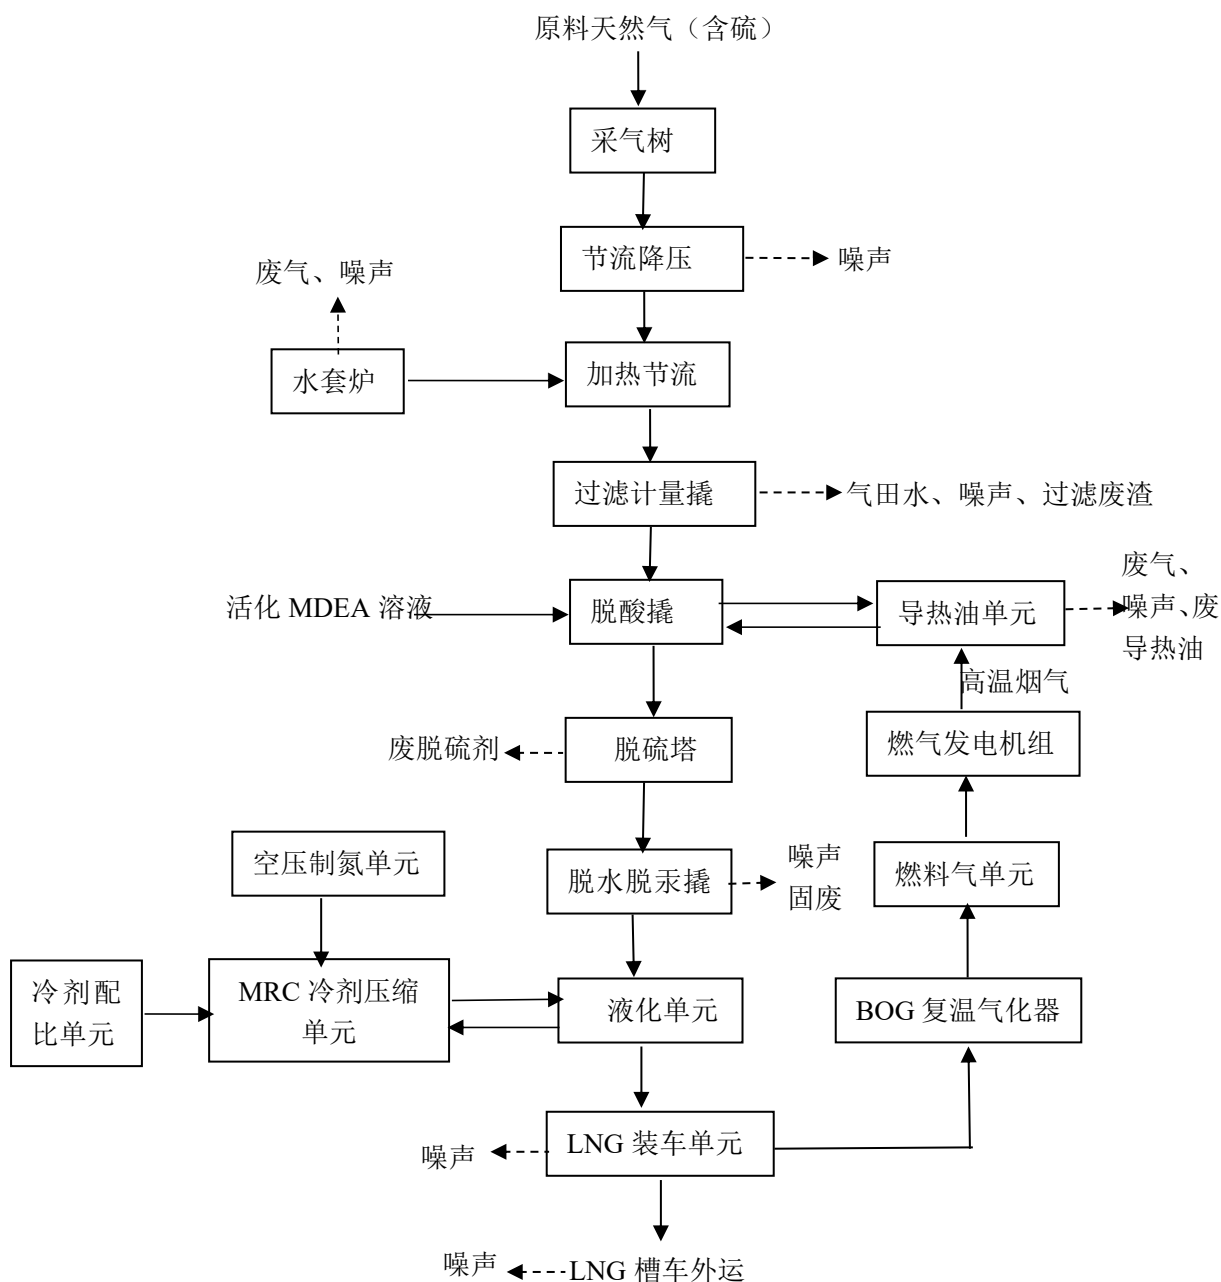 原料天然气（含硫）
采气树
节流降压
噪声
废气、噪声
水套炉
加热节流
过滤计量撬
气田水、噪声、过滤废渣
活化 MDEA 溶液
脱酸撬
导热油单元
废气、
噪声、废
导热油
高温烟气
废脱硫剂
脱硫塔
燃气发电机组
空压制氮单元
脱水脱汞撬
噪声
固废
燃料气单元
冷剂配
比单元
MRC 冷剂压缩
单元
液化单元
BOG 复温气化器
噪声
LNG 装车单元
噪声
LNG 槽车外运